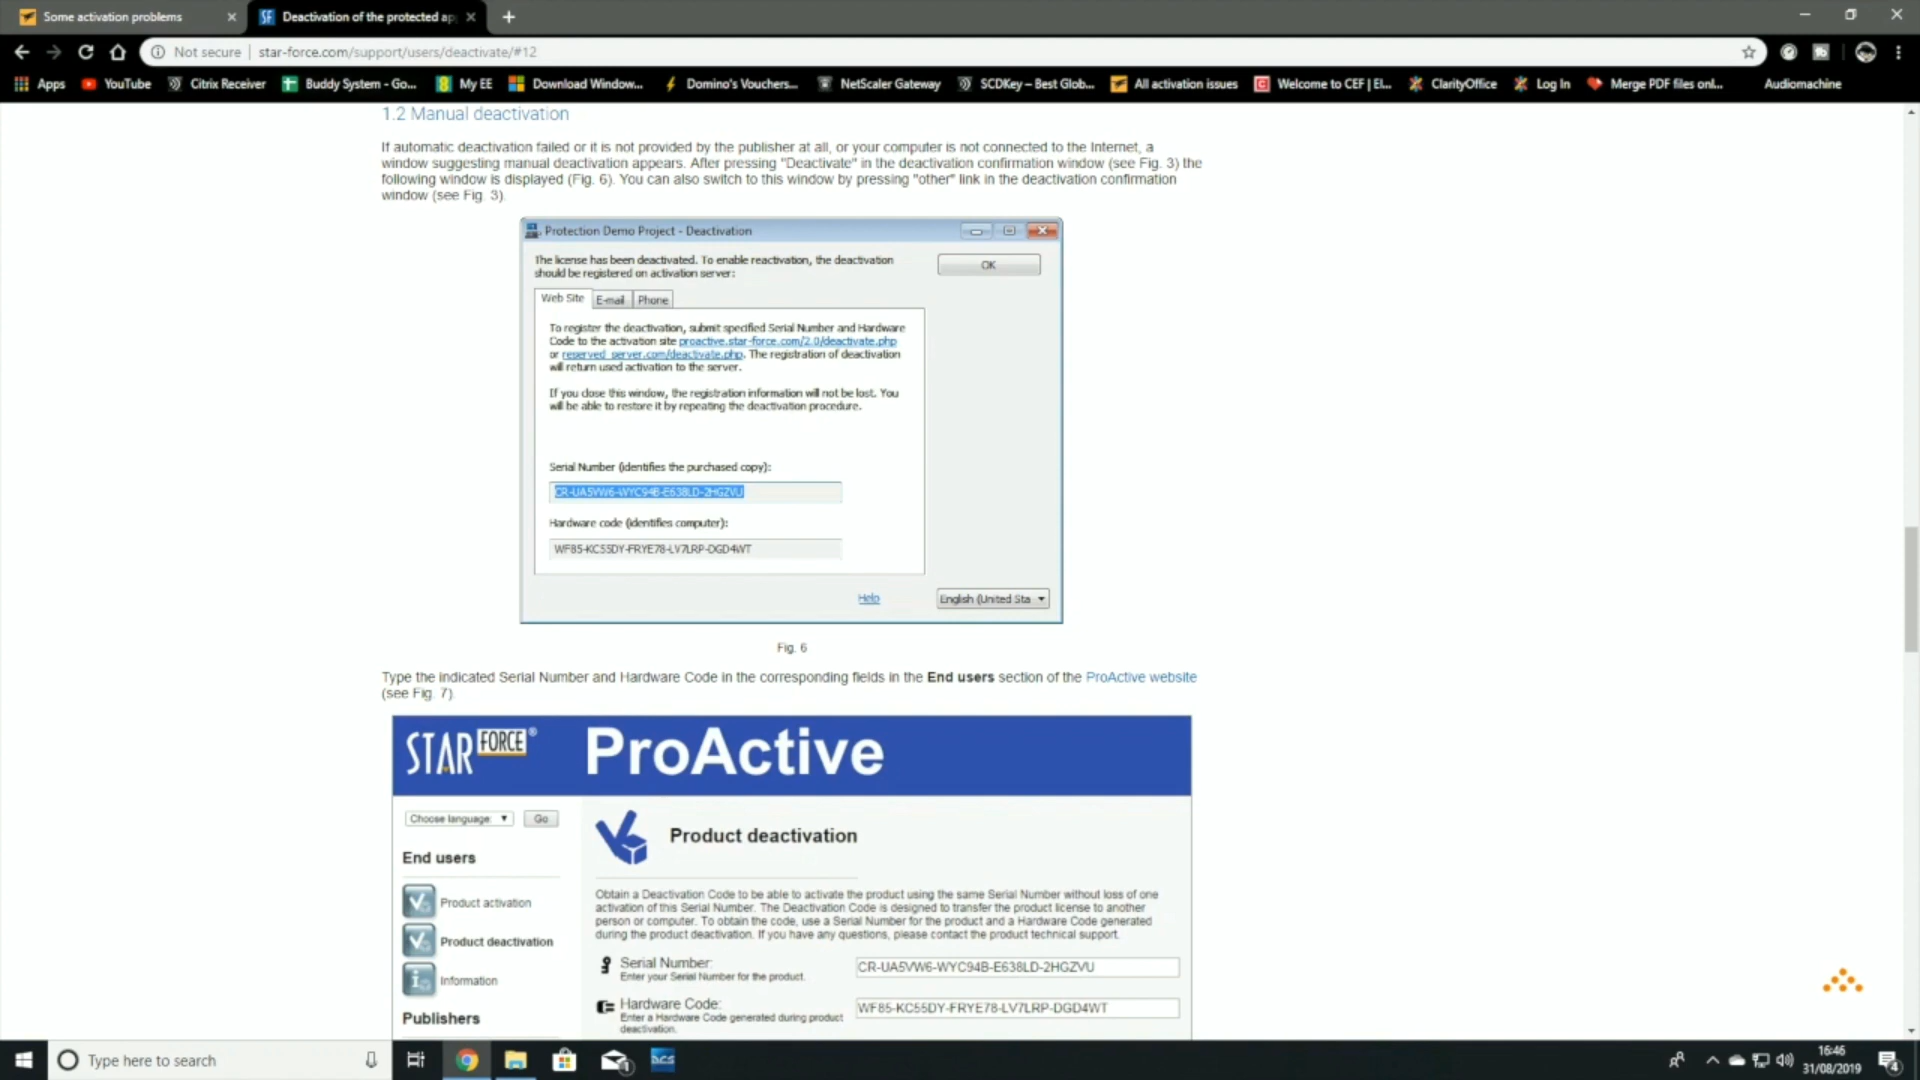 Some activation problems
Deactivation of the protected ap
Not secure
star-force.com/support/users/deactivate/#12
Apps
YouTube
Citrix Receiver
Buddy System - Go...
My EE
Download Window...
Domino's Vouchers...
NetScaler Gateway
SCDKey – Best Glob...
All activation issues
Welcome to CEF | El...
ClarityOffice
Log In
Merge PDF files onl...
Audiomachine
1.2 Manual deactivation
If automatic deactivation failed or it is not provided by the publisher at all, or your computer is not connected to the Internet, a
window suggesting manual deactivation appears. After pressing "Deactivate" in the deactivation confirmation window (see Fig. 3) the
following window is displayed (Fig. 6). You can also switch to this window by pressing "other" link in the deactivation confirmation
window (see Fig. 3).
Protection Demo Project - Deactivation
The license has been deactivated. To enable reactivation, the deactivation
should be registered on activation server:
OK
Web Site
E-mail
Phone
To register the deactivation, submit specified Serial Number and Hardware
Code to the activation site proactive.star-force.com/2.0/deactivate.php
or reserved_server.com/deactivate.php. The registration of deactivation
will return used activation to the server.
If you close this window, the registration information will not be lost. You
will be able to restore it by repeating the deactivation procedure.
Serial Number (identifies the purchased copy):
CR-UA5VW6-WYC94B-E638LD-2HGZVU
Hardware code (identifies computer):
WF85-KC55DY-FRYE78-LV7LRP-DGD4WT
Help
English (United Sta
Fig. 6
Type the indicated Serial Number and Hardware Code in the corresponding fields in the End users section of the ProActive website
(see Fig. 7).
STAR FORCE®
ProActive
Choose language:
Go
Product deactivation
End users
Product activation
Product deactivation
Information
Publishers
Obtain a Deactivation Code to be able to activate the product using the same Serial Number without loss of one
activation of this Serial Number. The Deactivation Code is designed to transfer the product license to another
person or computer. To obtain the code, use a Serial Number for the product and a Hardware Code generated
during the product deactivation. If you have any questions, please contact the product technical support.
Serial Number:
Enter your Serial Number for the product.
CR-UA5VW6-WYC94B-E638LD-2HGZVU
Hardware Code:
Enter a Hardware Code generated during product
deactivation.
WF85-KC55DY-FRYE78-LV7LRP-DGD4WT
Type here to search
DCS
16:46
31/08/2019
4